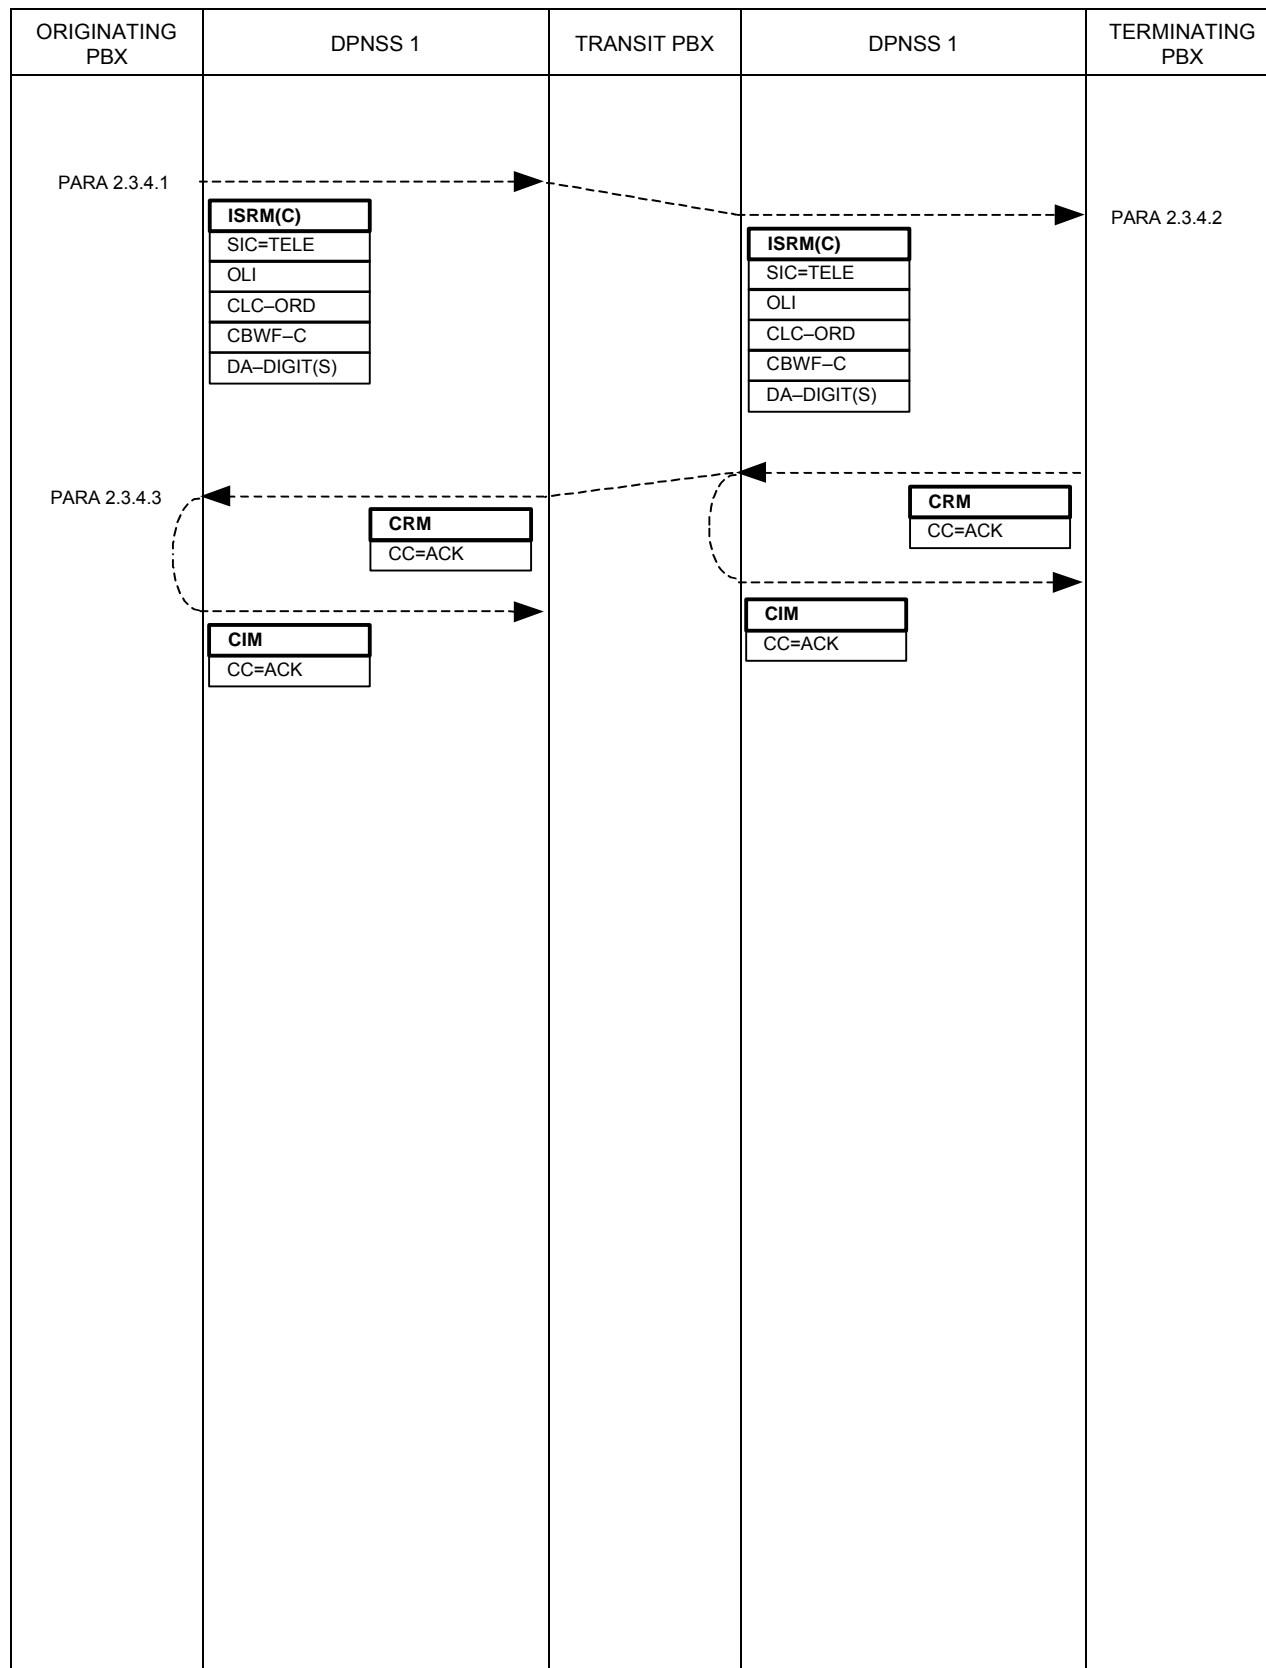 ORIGINATING
PBX
DPNSS 1
TRANSIT PBX
DPNSS 1
TERMINATING
PBX
PARA 2.3.4.1
ISRM(C)
SIC=TELE
OLI
CLC–ORD
CBWF–C
DA–DIGIT(S)
PARA 2.3.4.2
ISRM(C)
SIC=TELE
OLI
CLC–ORD
CBWF–C
DA–DIGIT(S)
PARA 2.3.4.3
CRM
CC=ACK
CRM
CC=ACK
CIM
CC=ACK
CIM
CC=ACK